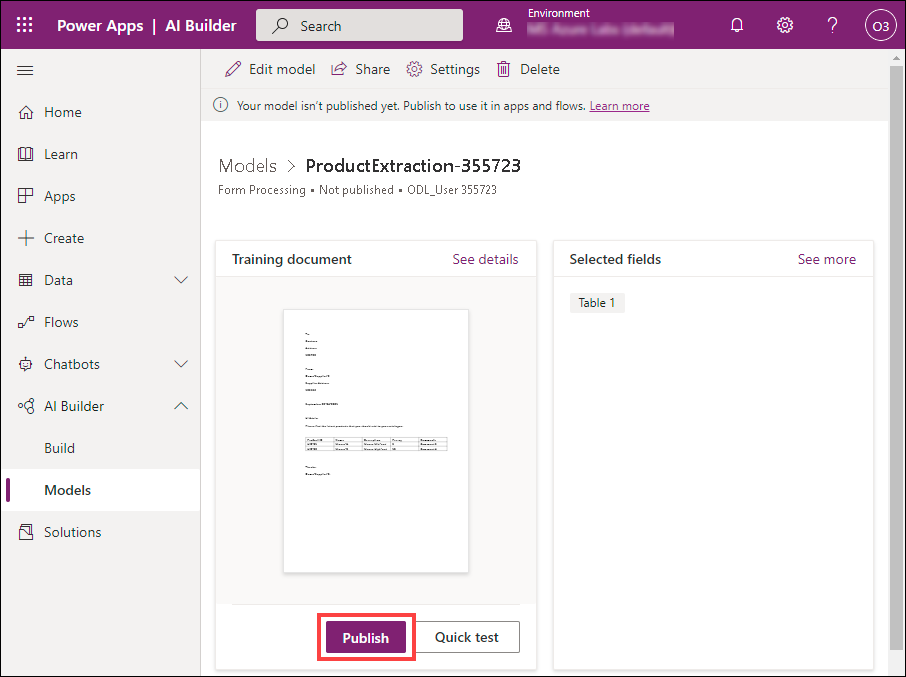 Power Apps | AI Builder
Search
Environment
?
O3
Edit model
Share
Settings
Delete
Your model isn't published yet. Publish to use it in apps and flows. Learn more
Home
Learn
Apps
Create
Data
Flows
Chatbots
AI Builder
Build
Models
Solutions
Models > ProductExtraction-355723
Form Processing • Not published • ODL_User 355723
Training document
See details
Publish
Quick test
Selected fields
See more
Table 1